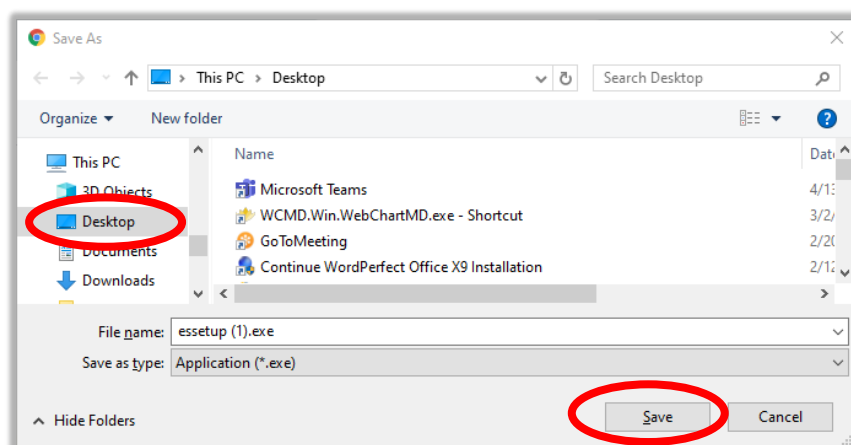 Save As
This PC > Desktop
Search Desktop
Organize
New folder
This PC
3D Objects
Desktop
Documents
Downloads
Name
Microsoft Teams
4/13
WCMD.Win.WebChartMD.exe - Shortcut
3/2/
GoToMeeting
2/20
Continue WordPerfect Office X9 Installation
2/12
File name: essetup (1).exe
Save as type: Application (*.exe)
Hide Folders
Save
Cancel